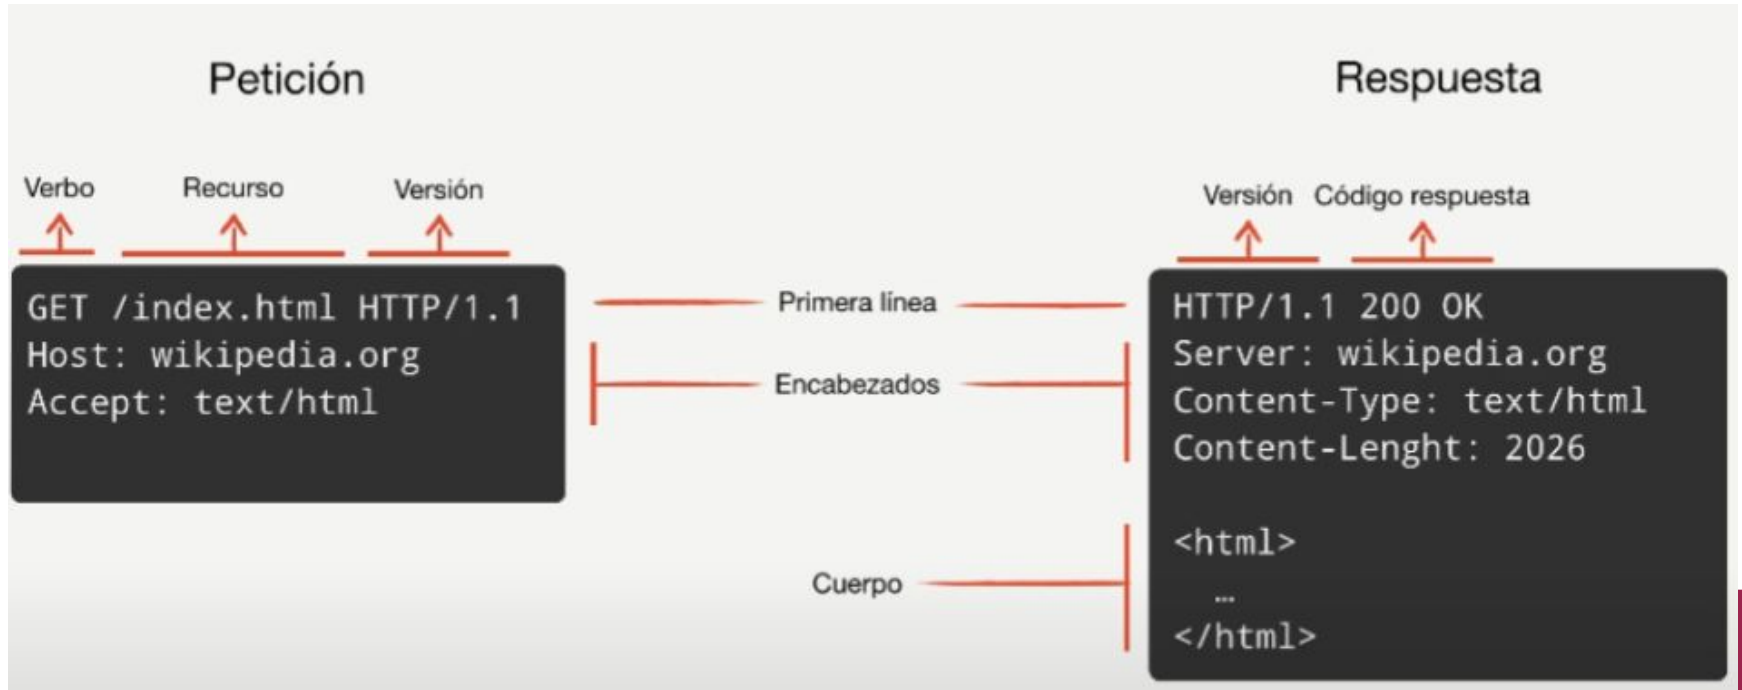 Petición
Respuesta
Verbo
Recurso
Versión
Versión
Código respuesta
GET /index.html HTTP/1.1
Host: wikipedia.org
Accept: text/html
Primera línea
Encabezados
Cuerpo
HTTP/1.1 200 OK
Server: wikipedia.org
Content-Type: text/html
Content-Lenght: 2026
<html>
…
</html>